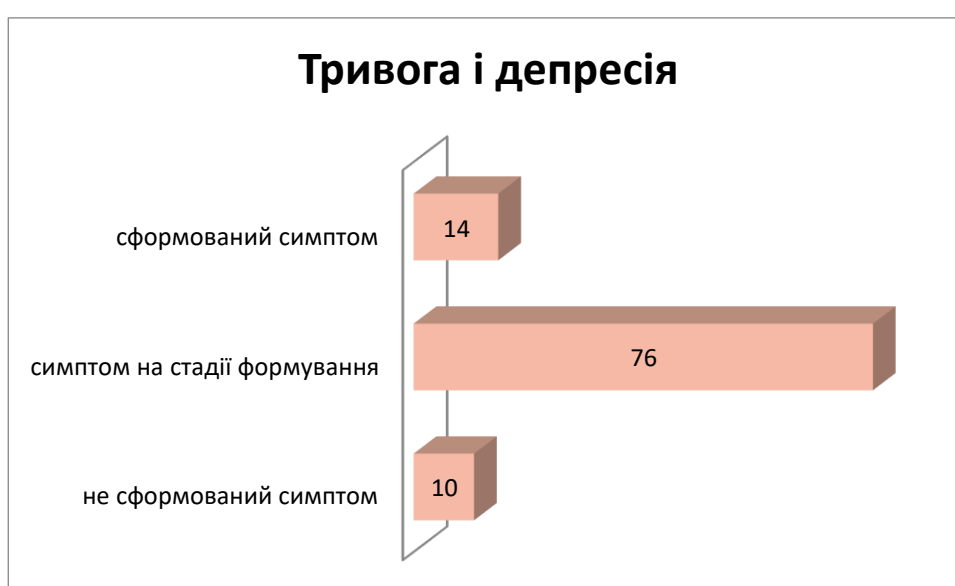 Тривога і депресія
сформований симптом
14
симптом на стадії формування
76
не сформований симптом
10